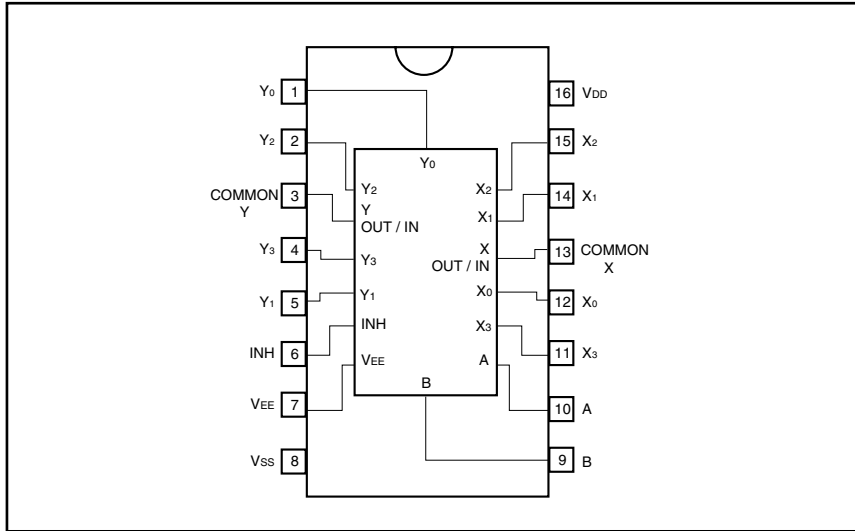 Y0 1
Y2 2
COMMON
Y
3
Y3 4
Y1 5
INH 6
VEE 7
VSS 8
Y0
Y2
Y
OUT / IN
Y3
Y1
INH
VEE
B
X2
X1
X
OUT / IN
X0
X3
A
16 VDD
15 X2
14 X1
13 COMMON
X
12 X0
11 X3
10 A
9 B